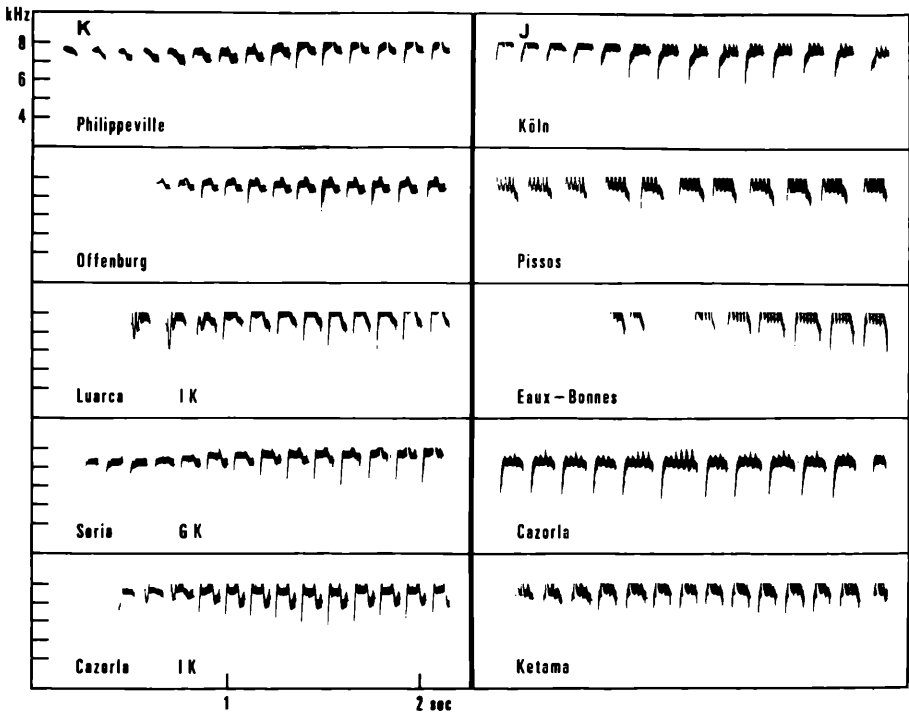 kHz
K
J
8
6
4
Philippeville
Köln
Offenburg
Pissos
Luarca I K
Eaux-Bonnes
Soria G K
Cazorla
Cazorla I K
Ketama
1
2 sec